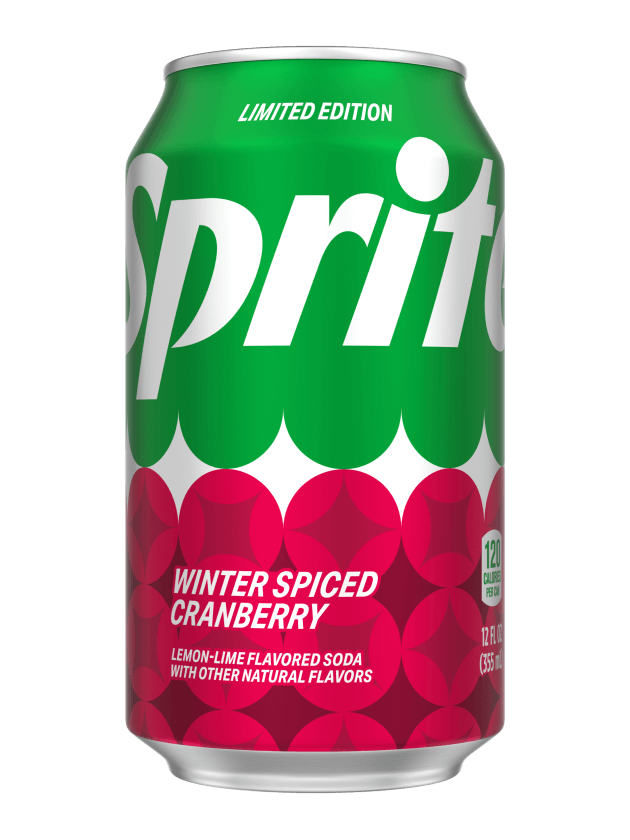 LIMITED EDITION
Sprite
WINTER SPICED
CRANBERRY
LEMON-LIME FLAVORED SODA
WITH OTHER NATURAL FLAVORS
120
CALORIES
PER CAN
12 FL OZ
(355 mL)